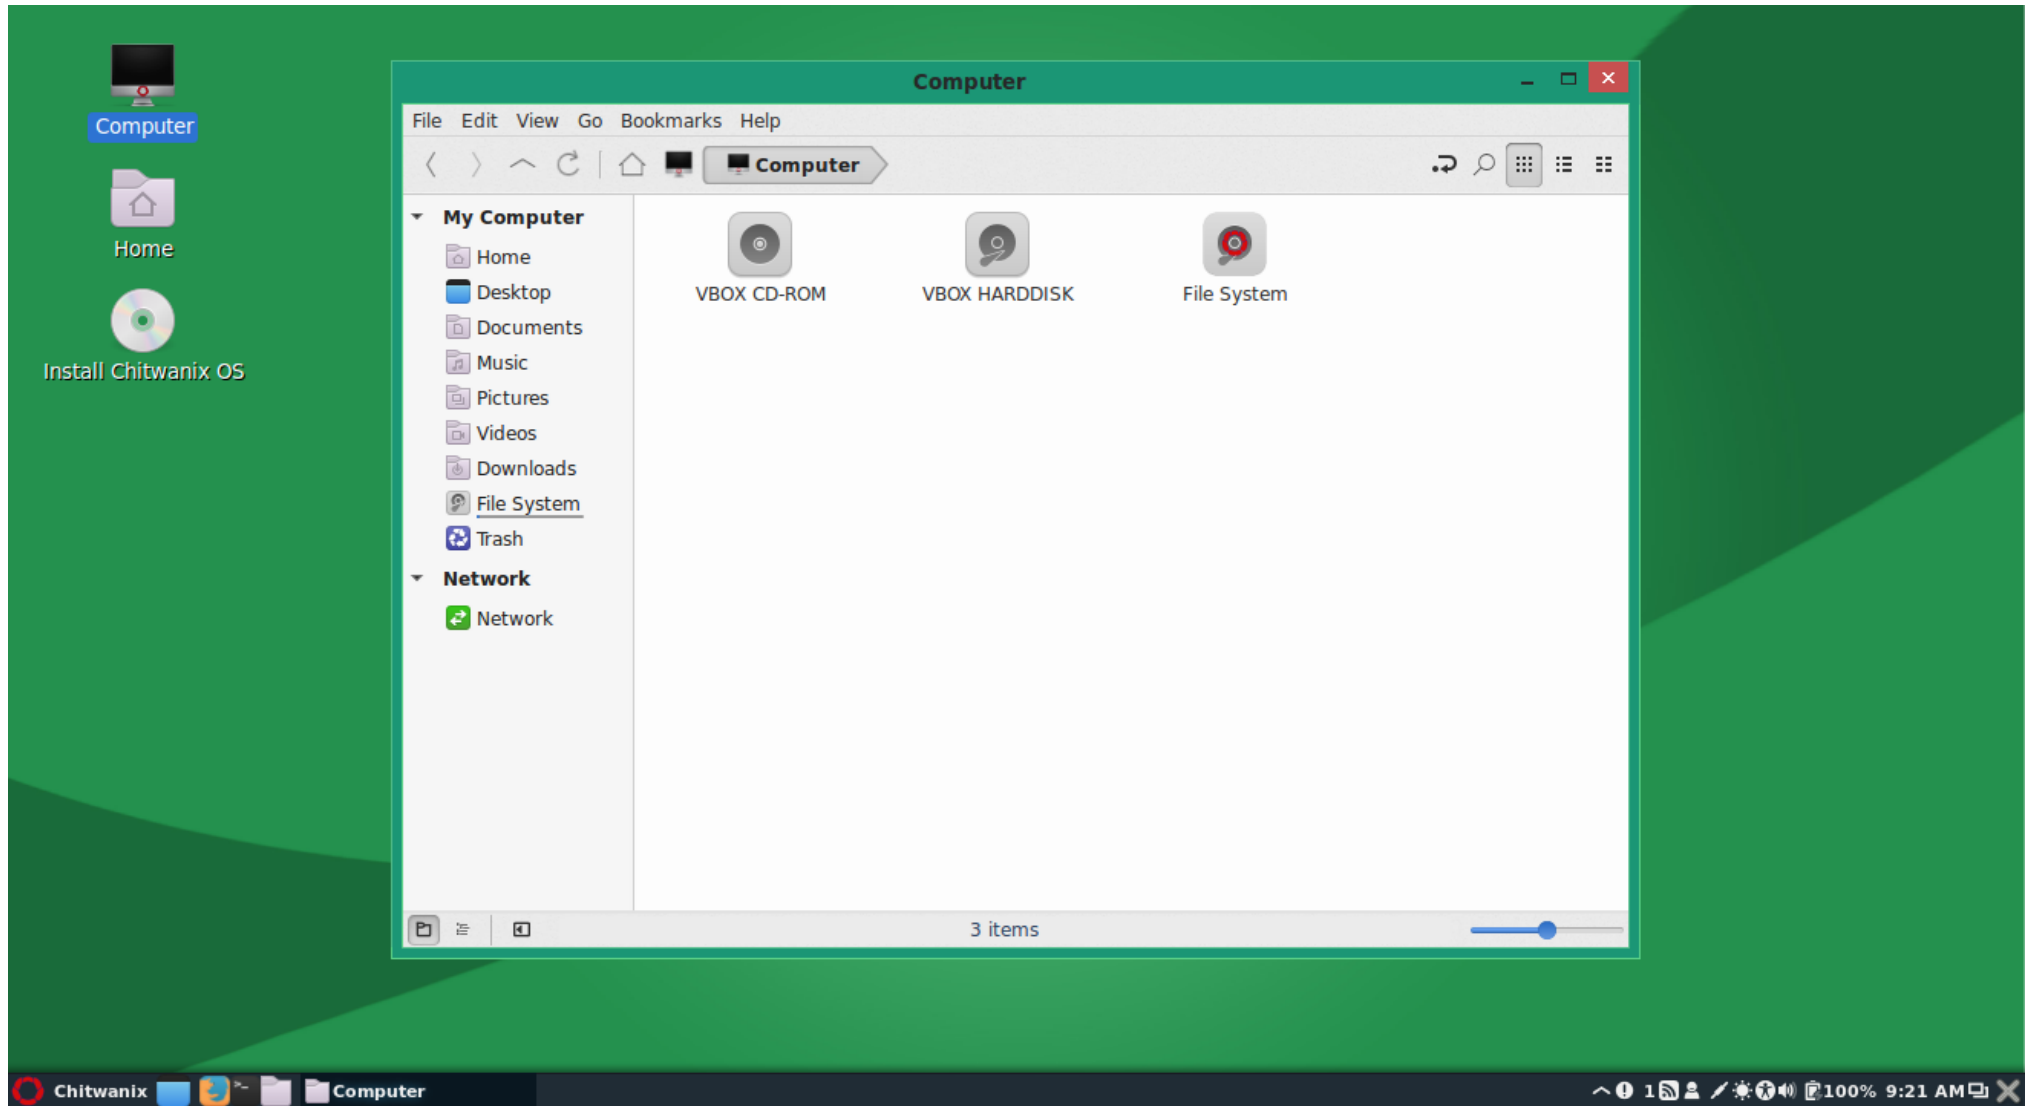 Computer
Home
Install Chitwanix OS
Computer
File Edit View Go Bookmarks Help
Computer
My Computer
Home
Desktop
Documents
Music
Pictures
Videos
Downloads
File System
Trash
Network
Network
VBOX CD-ROM
VBOX HARDDISK
File System
3 items
Chitwanix
>-
Computer
1
100% 9:21 AM